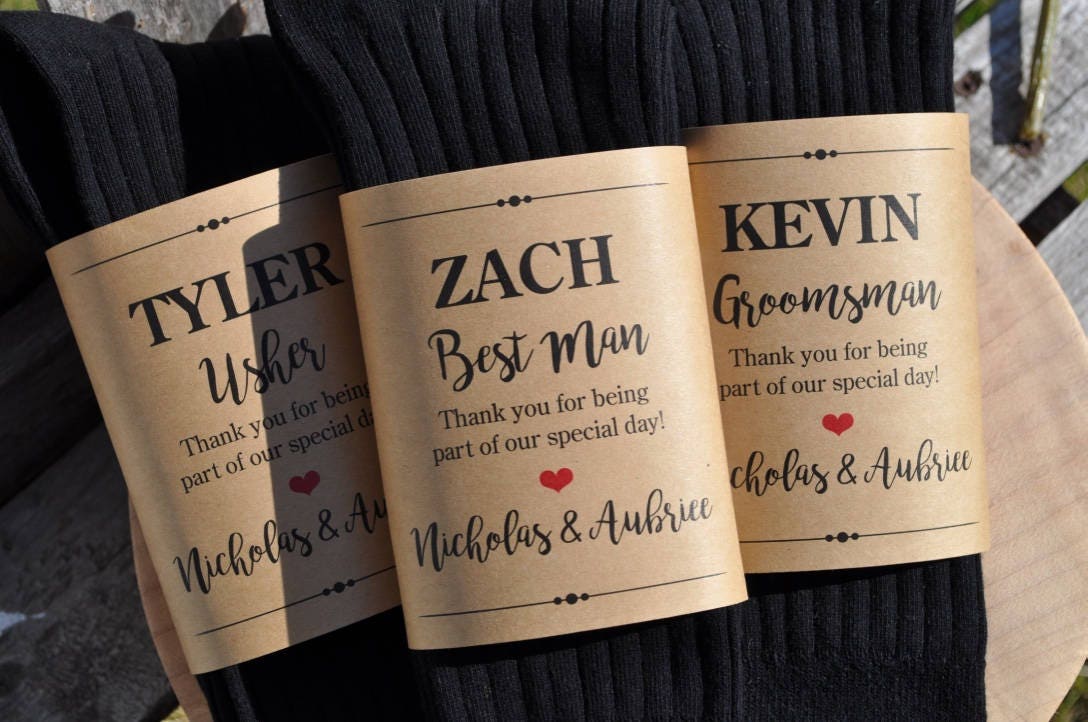 TYLER
Usher
Thank you for being
part of our special
Nicholas &
ZACH
Best Man
Thank you for being
part of our special day!
Nicholas & Aubriee
KEVIN
Groomsman
Thank you for being
part of our special day!
& Aubriee